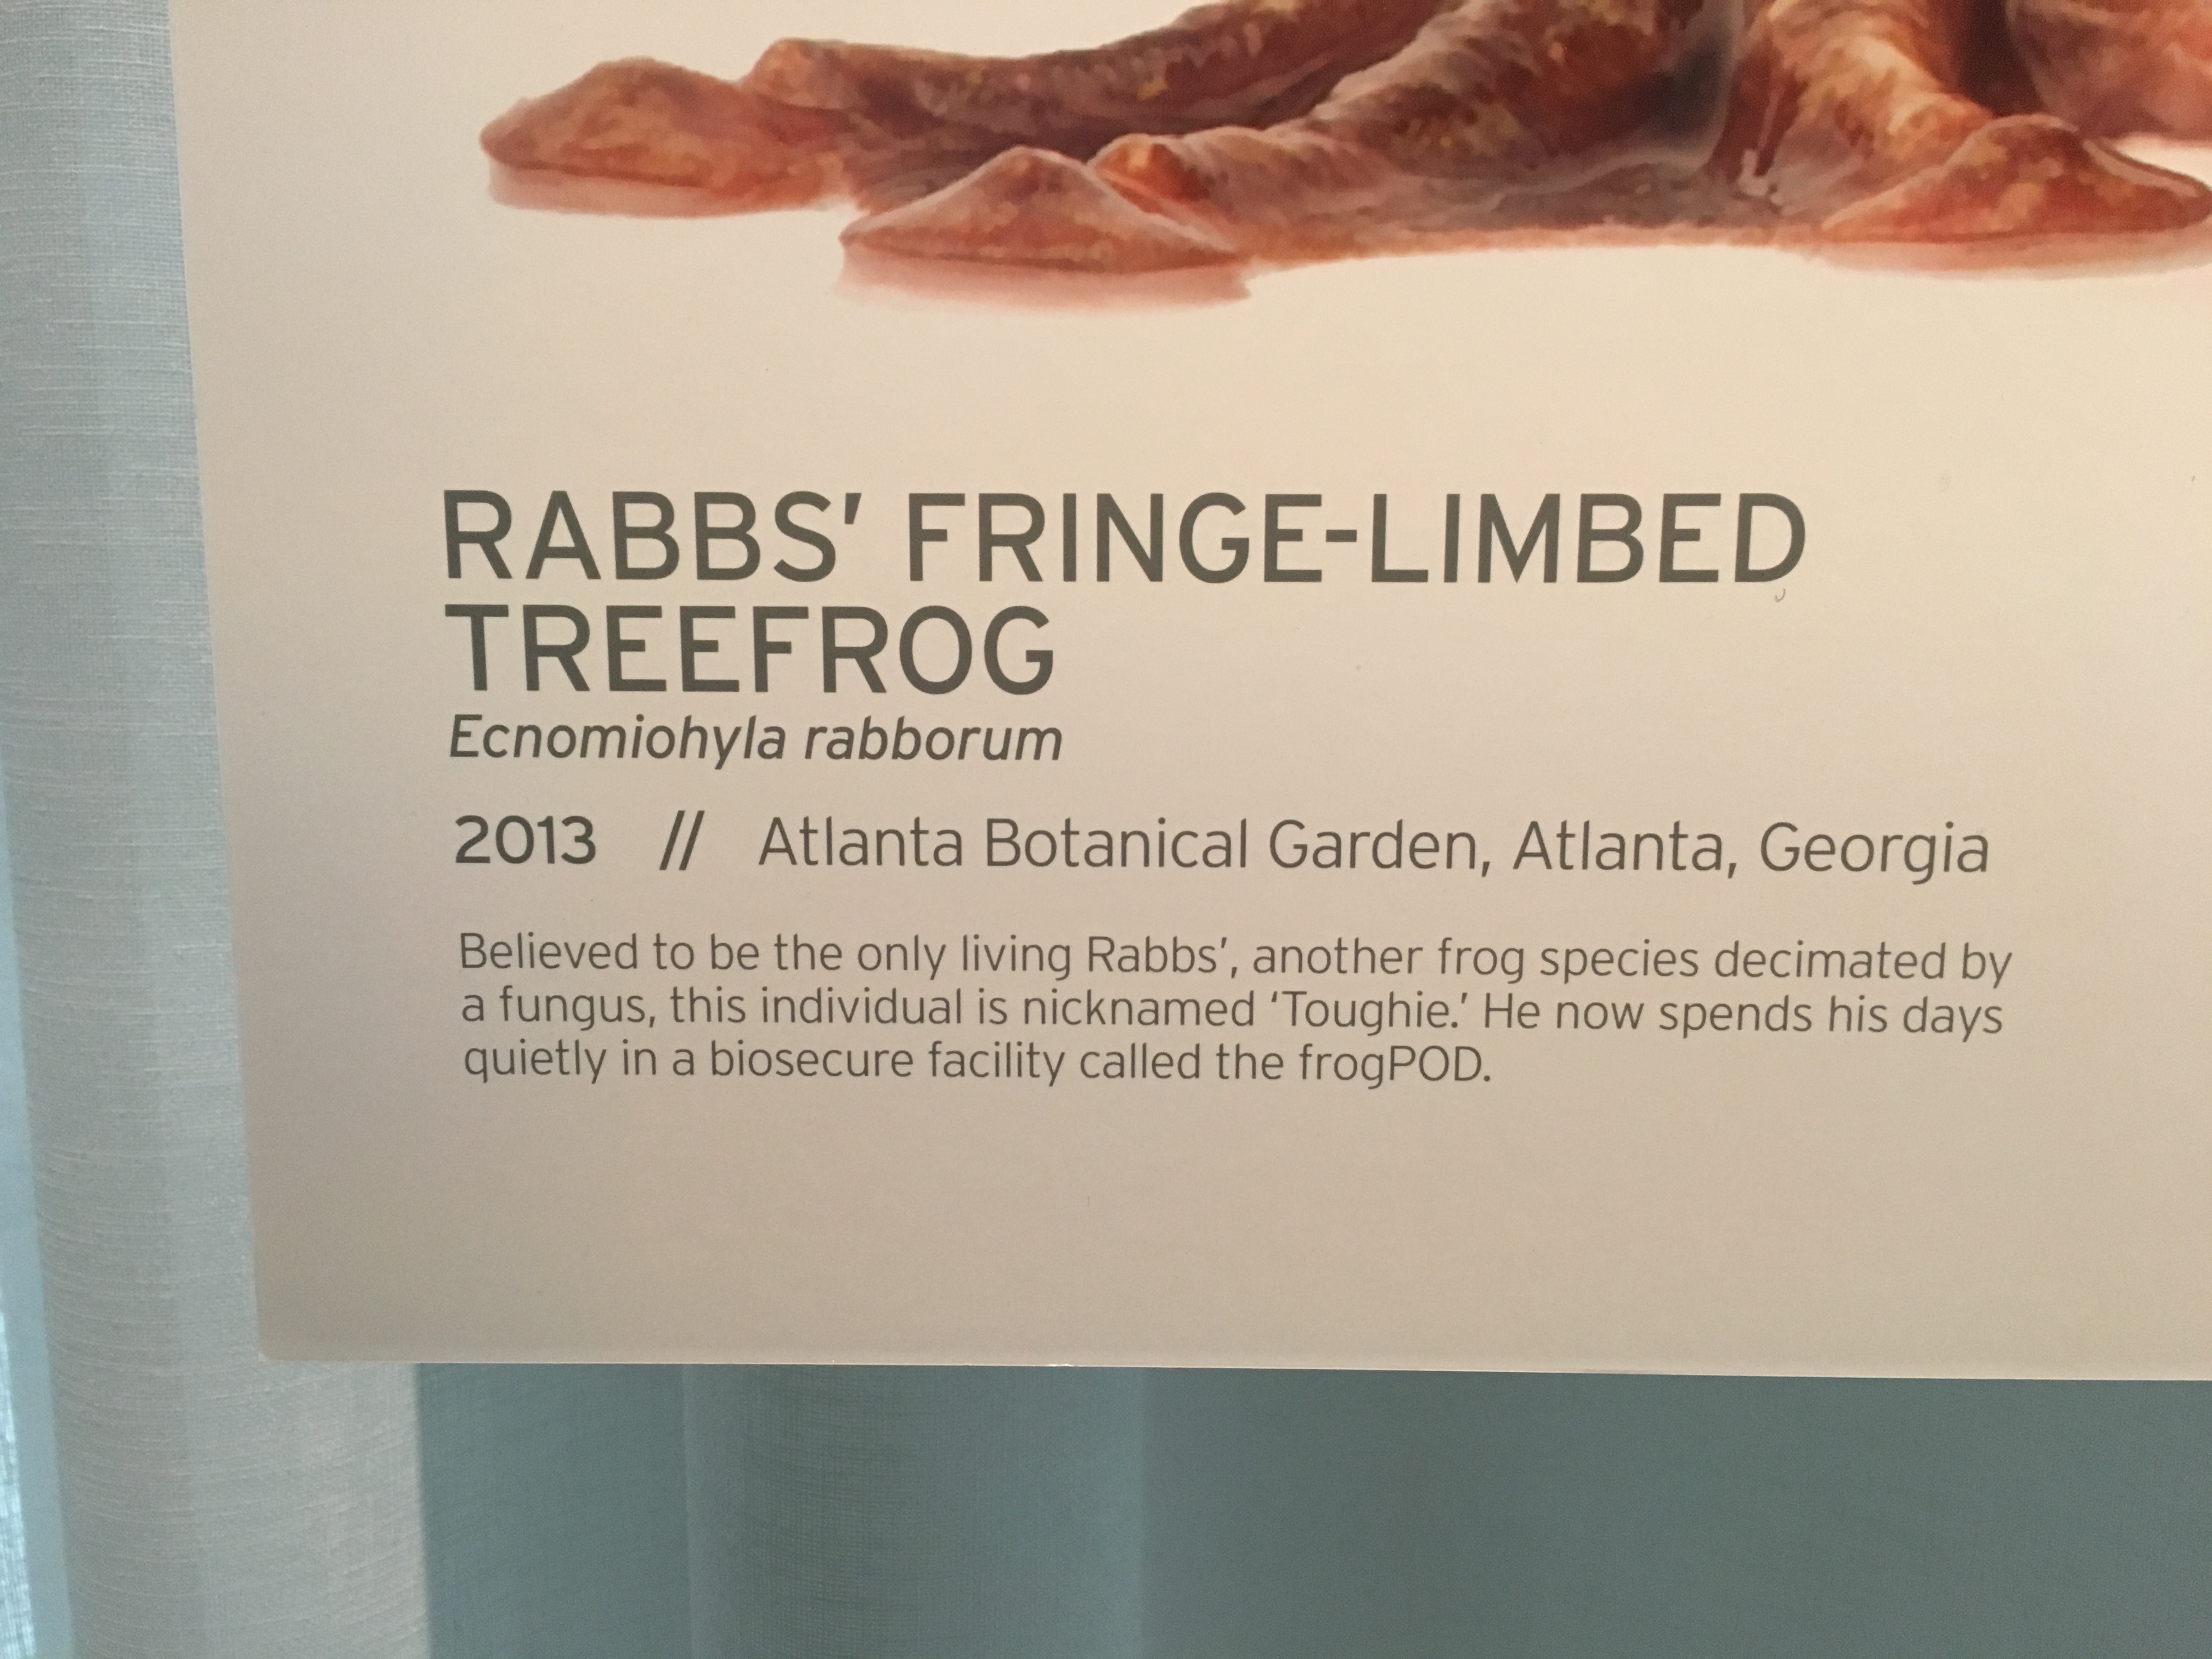 RABBS’ FRINGE-LIMBED
TREEFROG
Ecnomiohyla rabborum
2013 // Atlanta Botanical Garden, Atlanta, Georgia
Believed to be the only living Rabbs’, another frog species decimated by
a fungus, this individual is nicknamed ‘Toughie.’ He now spends his days
quietly in a biosecure facility called the frogPOD.